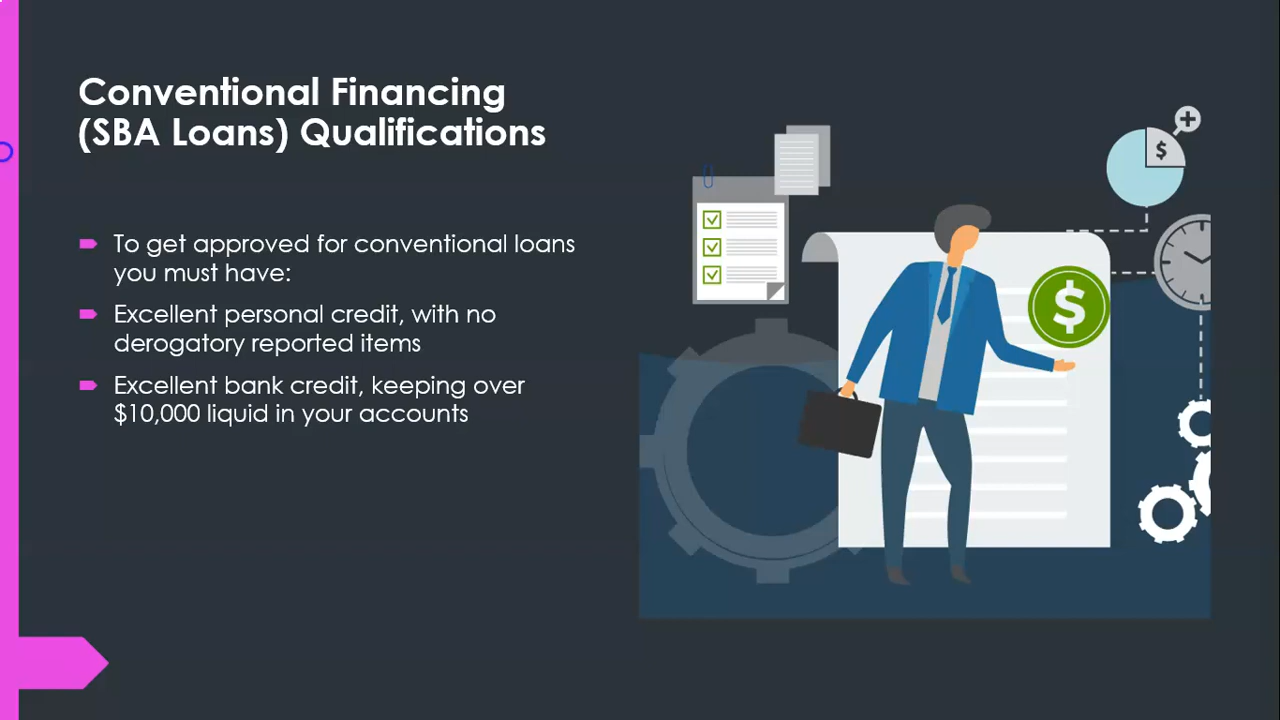 Conventional Financing
(SBA Loans) Qualifications
To get approved for conventional loans
you must have:
Excellent personal credit, with no
derogatory reported items
Excellent bank credit, keeping over
$10,000 liquid in your accounts
$
$